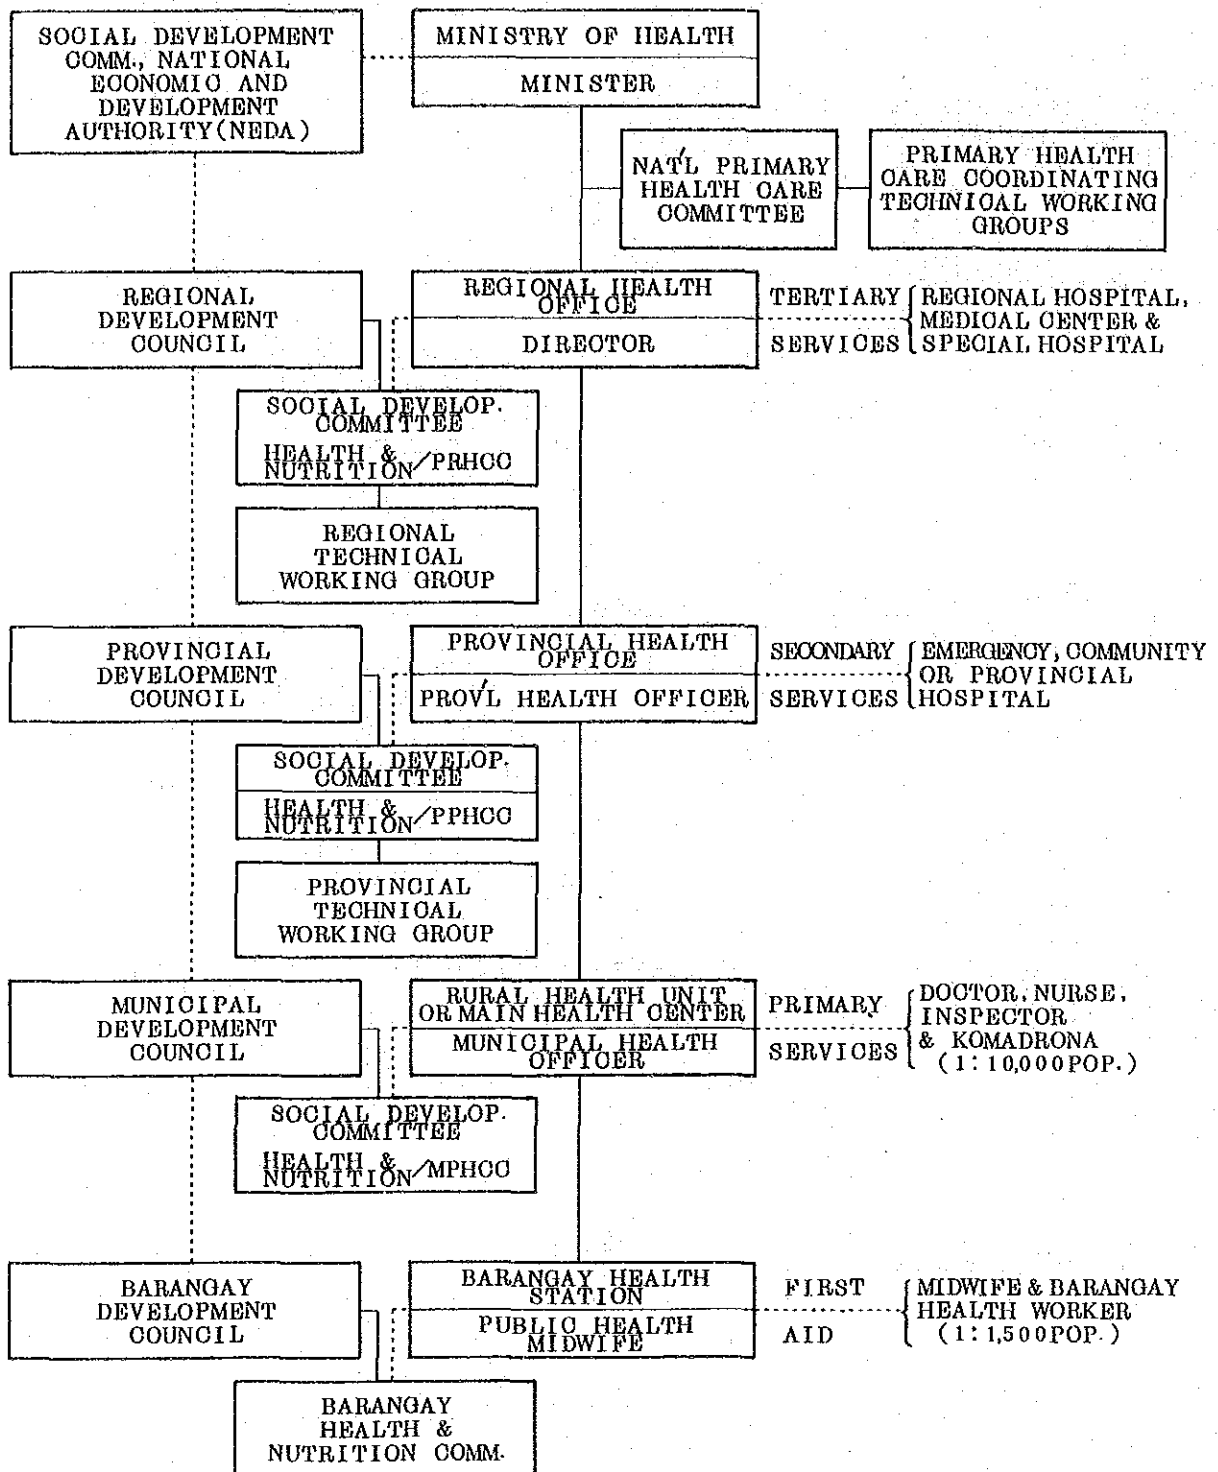 SOCIAL DEVELOPMENT
COMM., NATIONAL
ECONOMIC AND
DEVELOPMENT
AUTHORITY(NEDA)
MINISTRY OF HEALTH
MINISTER
NAT'L PRIMARY
HEALTH CARE
COMMITTEE
PRIMARY HEALTH
CARE COORDINATING
TECHNICAL WORKING
GROUPS
REGIONAL
DEVELOPMENT
COUNCIL
REGIONAL HEALTH
OFFICE
DIRECTOR
TERTIARY
SERVICES
REGIONAL HOSPITAL,
MEDICAL CENTER &
SPECIAL HOSPITAL
SOCIAL DEVELOP.
COMMITTEE
HEALTH &
NUTRITION/PRHCC
REGIONAL
TECHNICAL
WORKING GROUP
PROVINCIAL
DEVELOPMENT
COUNCIL
PROVINCIAL HEALTH
OFFICE
PROV'L HEALTH OFFICER
SECONDARY
SERVICES
EMERGENCY, COMMUNITY
OR PROVINCIAL
HOSPITAL
SOCIAL DEVELOP.
COMMITTEE
HEALTH &
NUTRITION/PPHCC
PROVINCIAL
TECHNICAL
WORKING GROUP
MUNICIPAL
DEVELOPMENT
COUNCIL
RURAL HEALTH UNIT
OR MAIN HEALTH CENTER
MUNICIPAL HEALTH
OFFICER
PRIMARY
SERVICES
DOCTOR, NURSE,
INSPECTOR
& KOMADRONA
(1:10,000POP.)
SOCIAL DEVELOP.
COMMITTEE
HEALTH &
NUTRITION/MPHCC
BARANGAY
DEVELOPMENT
COUNCIL
BARANGAY HEALTH
STATION
PUBLIC HEALTH
MIDWIFE
FIRST
AID
MIDWIFE & BARANGAY
HEALTH WORKER
(1:1,500POP.)
BARANGAY
HEALTH &
NUTRITION COMM.